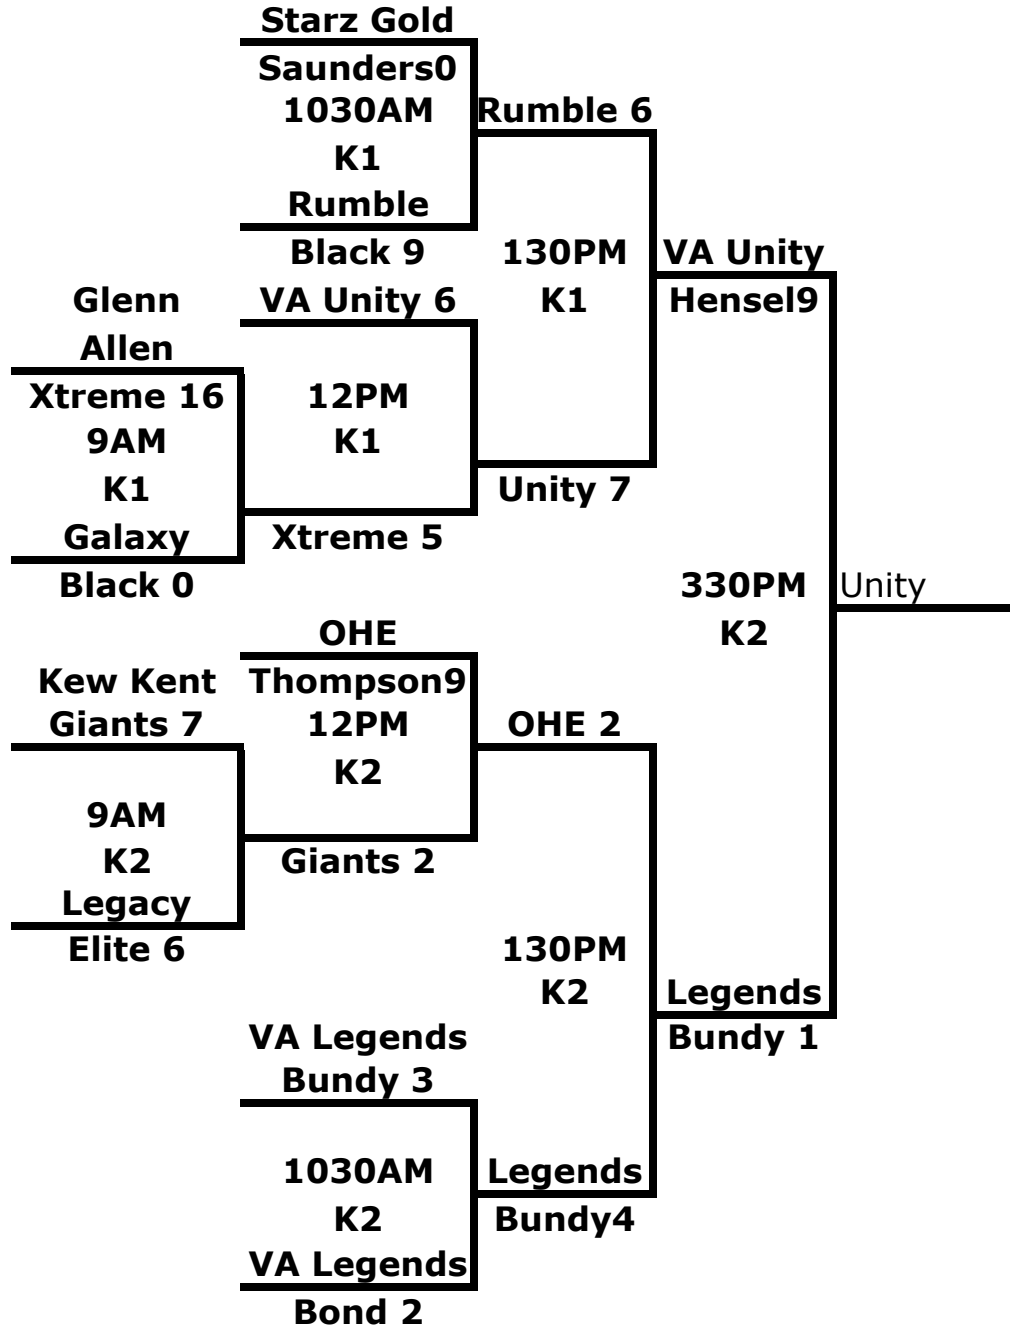 Starz Gold
Saunders0
1030AM
K1
Rumble
Black 9
Rumble 6
130PM
K1
VA Unity
Hensel9
Glenn
Allen
Xtreme 16
9AM
K1
Galaxy
Black 0
VA Unity 6
12PM
K1
Xtreme 5
Unity 7
330PM
K2
Unity
OHE
Thompson9
12PM
K2
Giants 2
Kew Kent
Giants 7
9AM
K2
Legacy
Elite 6
OHE 2
130PM
K2
Legends
Bundy 1
VA Legends
Bundy 3
1030AM
K2
VA Legends
Bond 2
Legends
Bundy4